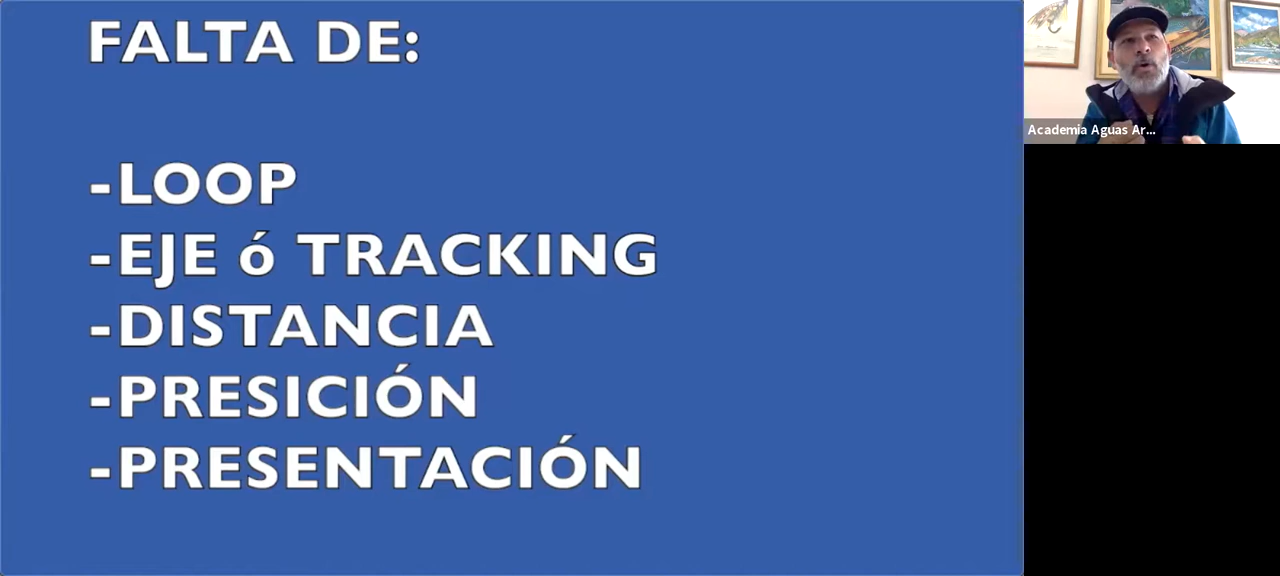 FALTA DE:
-LOOP
-EJE ó TRACKING
-DISTANCIA
-PRESICIÓN
-PRESENTACIÓN
Academia Aguas Ar...